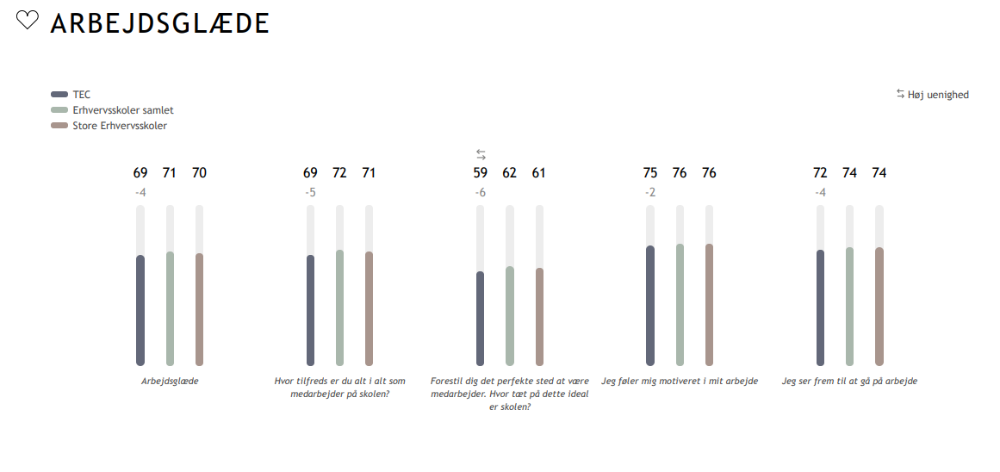 ARBEJDSGLÆDE
TEC
Erhvervsskoler samlet
Store Erhvervsskoler
Høj uenighed
69 71 70
-4
69 72 71
-5
59 62 61
-6
75 76 76
-2
72 74 74
-4
Arbejdsglæde
Hvor tilfreds er du alt i alt som
medarbejder på skolen?
Forestil dig det perfekte sted at være
medarbejder. Hvor tæt på dette ideal
er skolen?
Jeg føler mig motiveret i mit arbejde
Jeg ser frem til at gå på arbejde